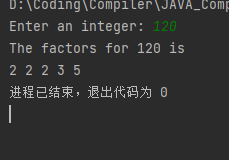 D:\Coding\Compiler\JAVA_Comp
Enter an integer: 120
The factors for 120 is
2 2 2 3 5
进程已结束，退出代码为 0